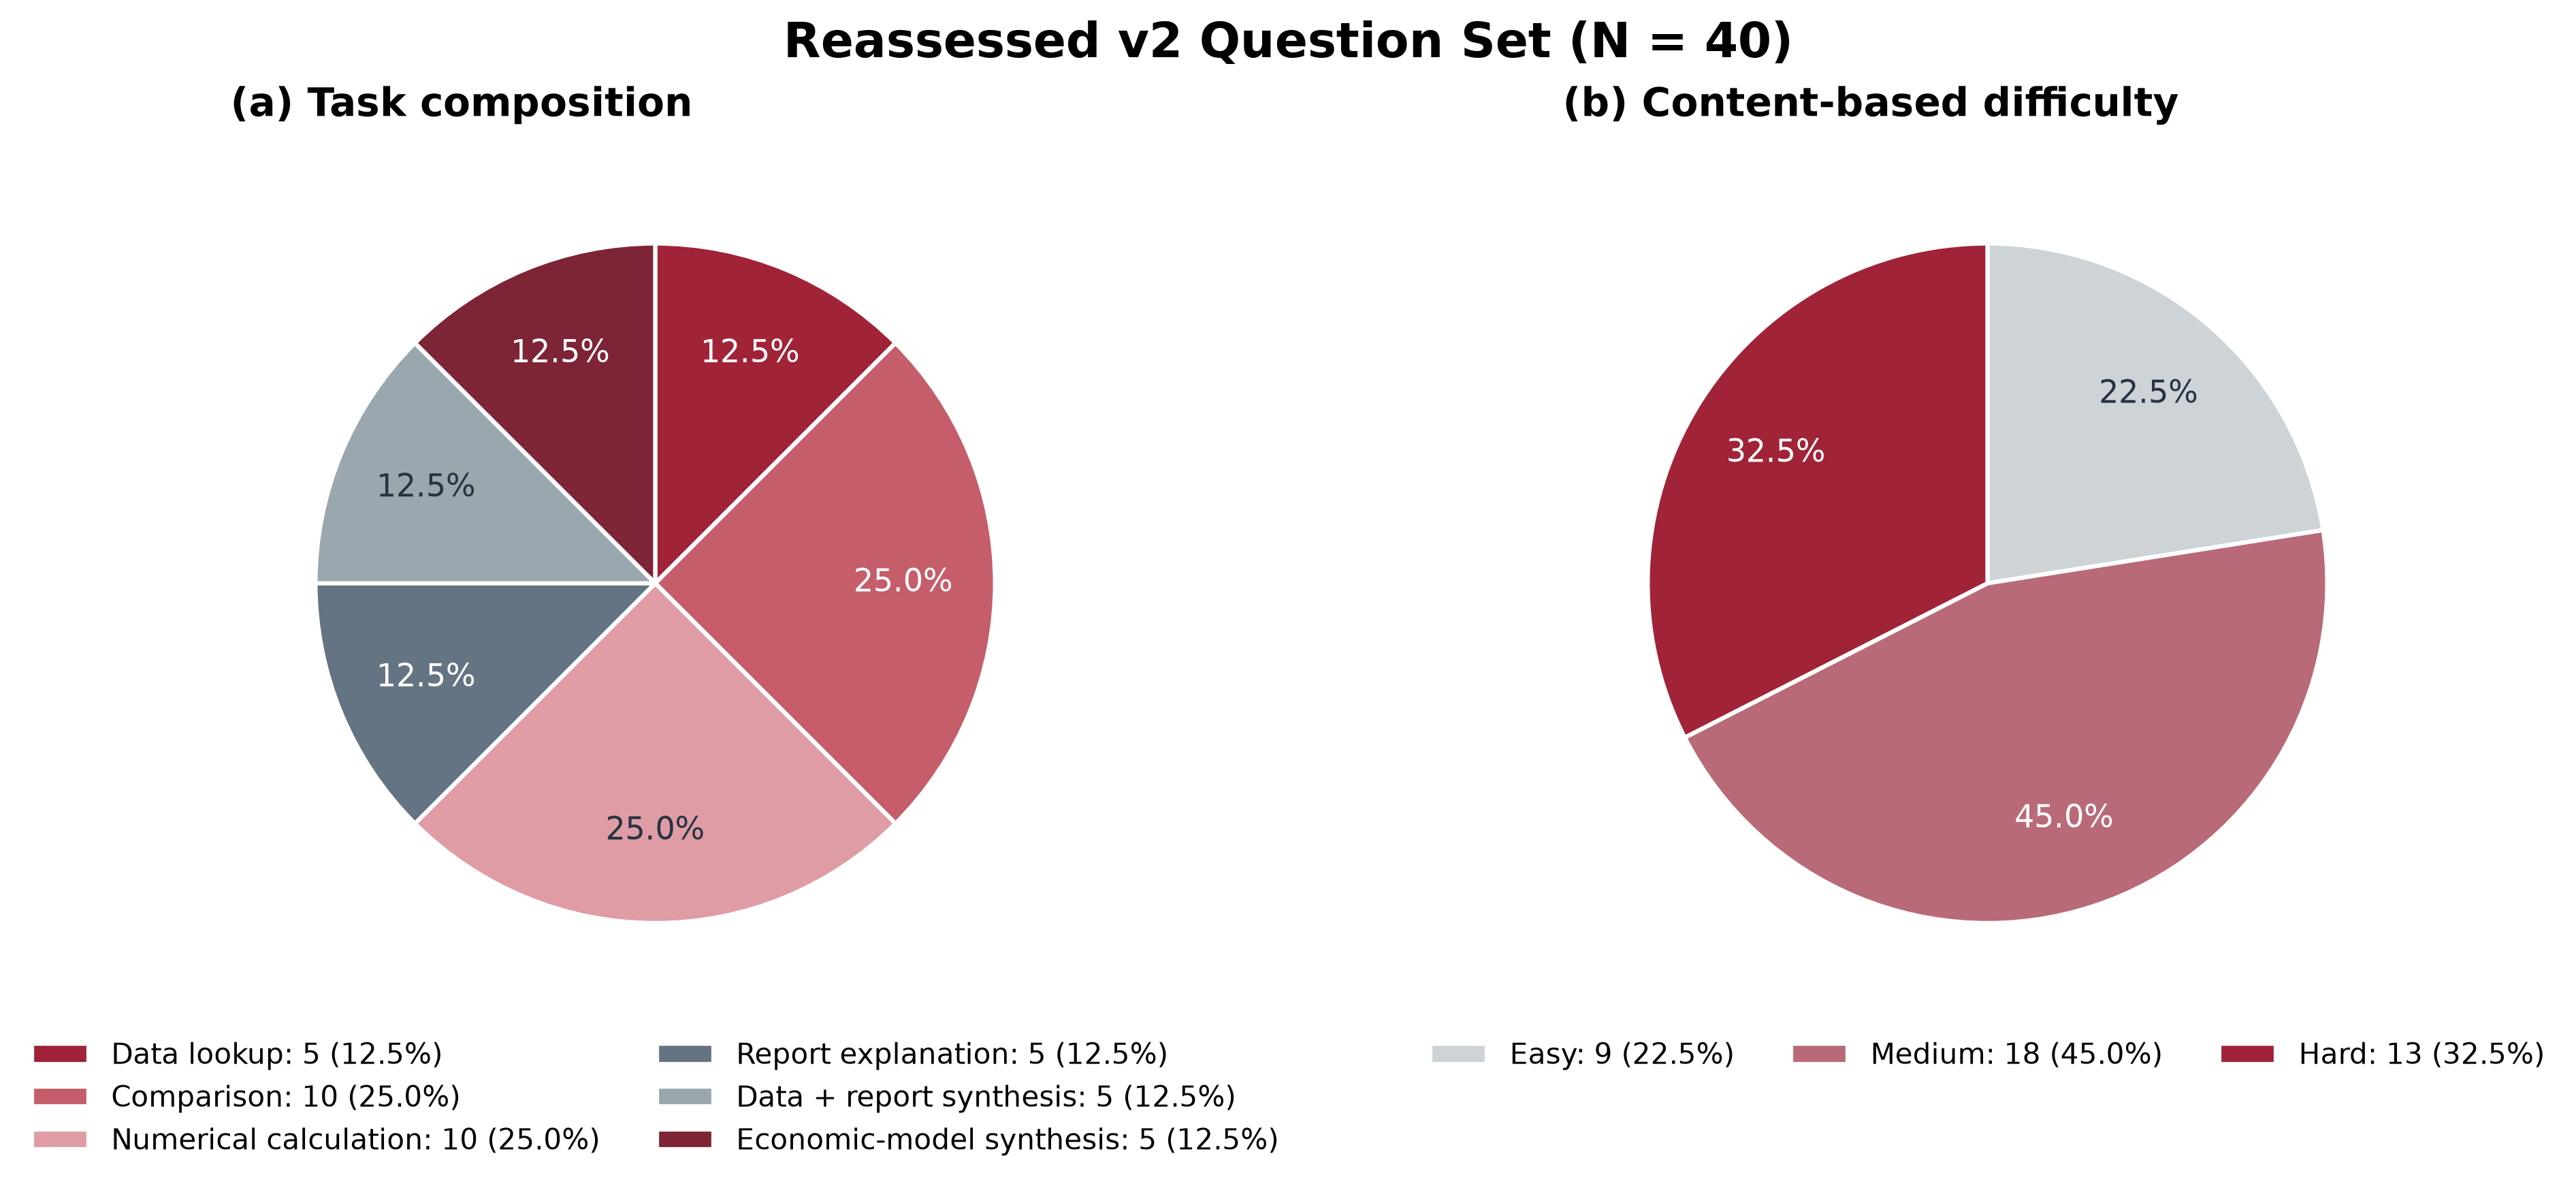 Reassessed v2 Question Set (N = 40)
(a) Task composition
12.5%
12.5%
12.5%
25.0%
12.5%
25.0%
Data lookup: 5 (12.5%)
Comparison: 10 (25.0%)
Numerical calculation: 10 (25.0%)
Report explanation: 5 (12.5%)
Data + report synthesis: 5 (12.5%)
Economic-model synthesis: 5 (12.5%)
(b) Content-based difficulty
22.5%
32.5%
45.0%
Easy: 9 (22.5%)
Medium: 18 (45.0%)
Hard: 13 (32.5%)